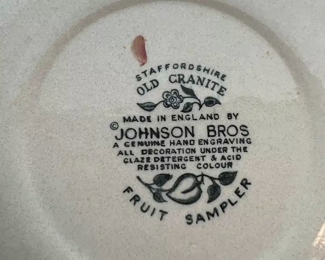 STAFFORDSHIRE
OLD GRANITE
MADE IN ENGLAND BY
© JOHNSON BROS
A GENUINE HAND ENGRAVING
ALL DECORATION UNDER THE
GLAZE DETERGENT & ACID
RESISTING COLOUR
FRUIT SAMPLER